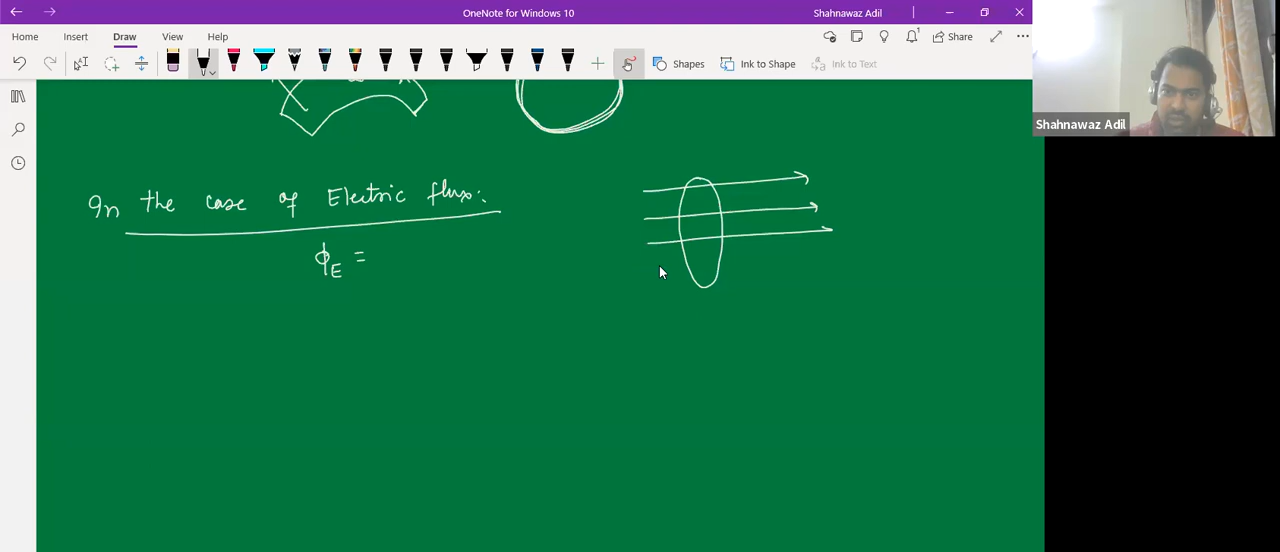 OneNote for Windows 10
Shahnawaz Adil
Home Insert Draw View Help
Share
Shapes
Ink to Shape
Ink to Text
Shahnawaz Adil
In the case of Electric flux:
ϕE =